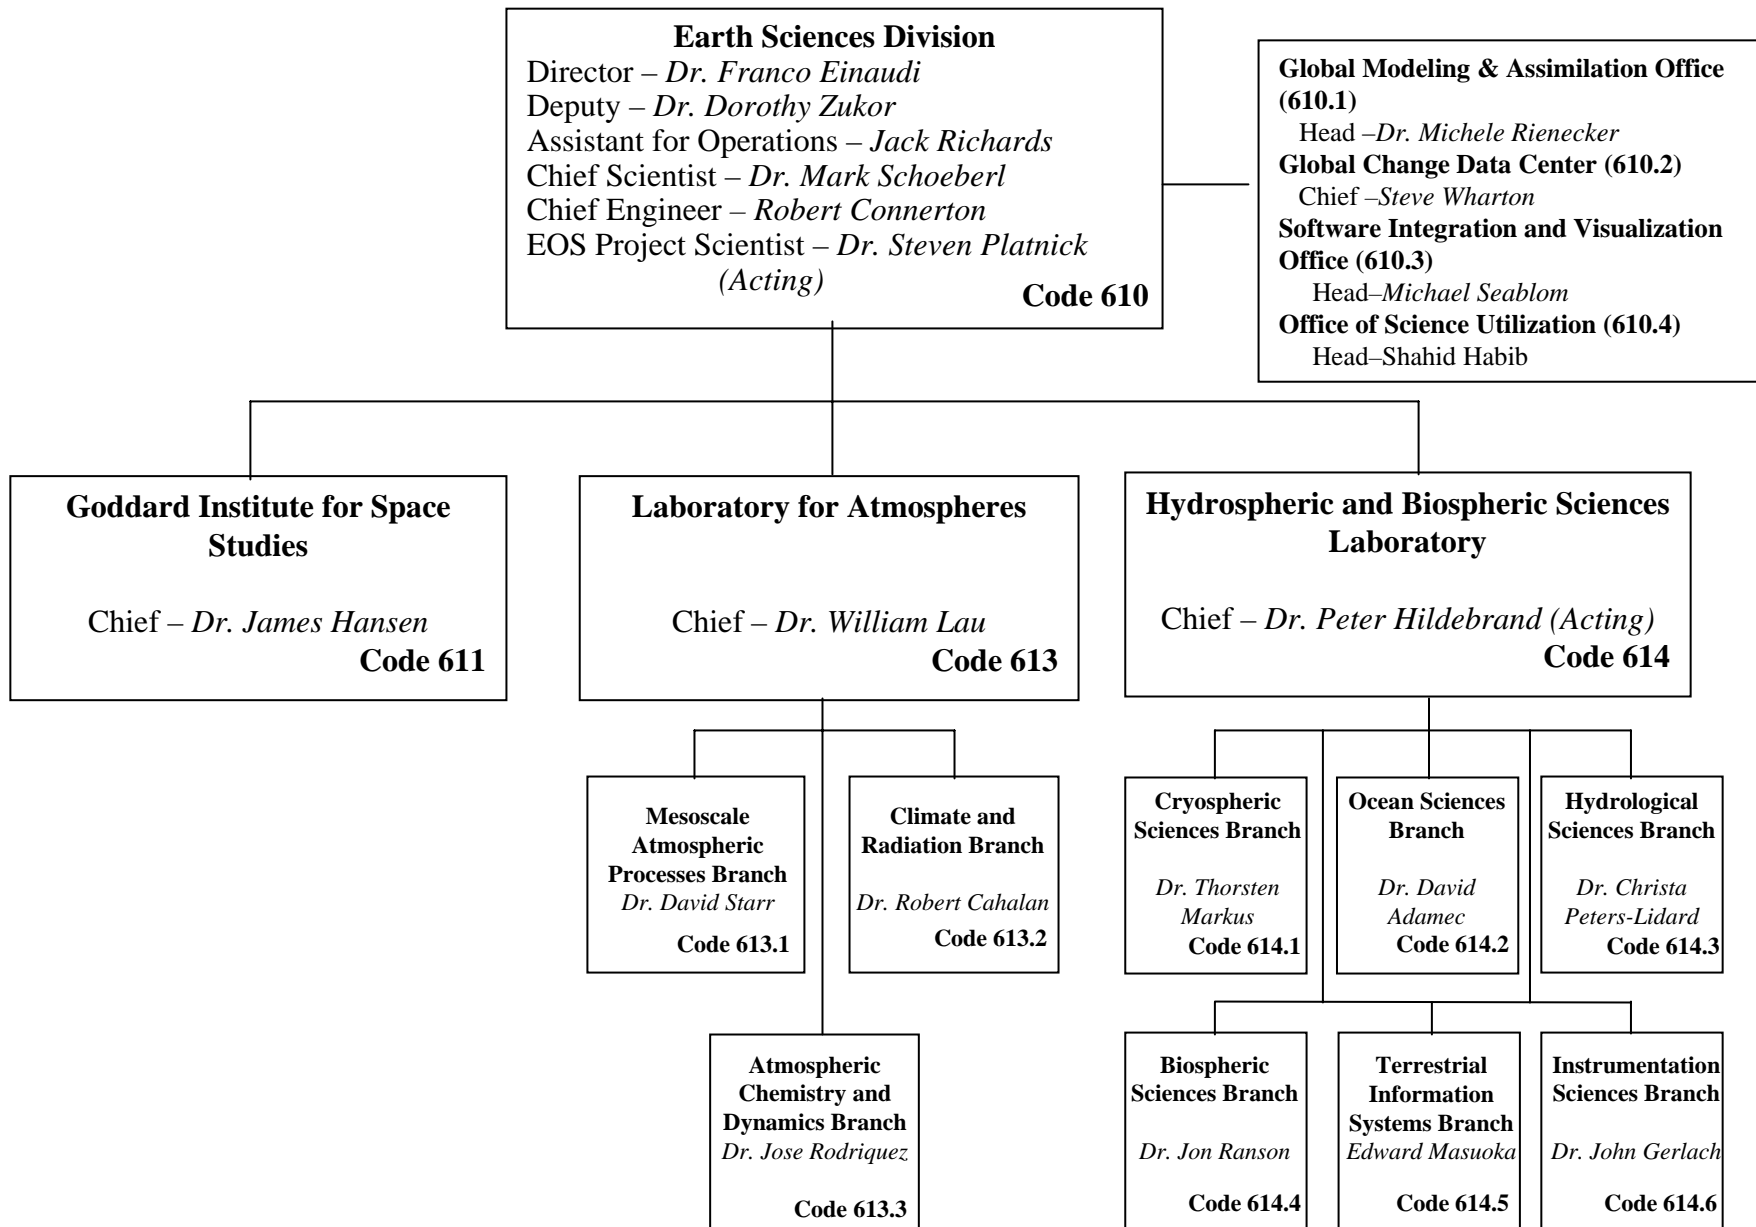 Earth Sciences Division
Director – Dr. Franco Einaudi
Deputy – Dr. Dorothy Zukor
Assistant for Operations – Jack Richards
Chief Scientist – Dr. Mark Schoeberl
Chief Engineer – Robert Connerton
EOS Project Scientist – Dr. Steven Platnick
(Acting)
Code 610
Global Modeling & Assimilation Office
(610.1)
Head –Dr. Michele Rienecker
Global Change Data Center (610.2)
Chief –Steve Wharton
Software Integration and Visualization
Office (610.3)
Head–Michael Seablom
Office of Science Utilization (610.4)
Head–Shahid Habib
Goddard Institute for Space
Studies
Chief – Dr. James Hansen
Code 611
Laboratory for Atmospheres
Chief – Dr. William Lau
Code 613
Hydrospheric and Biospheric Sciences
Laboratory
Chief – Dr. Peter Hildebrand (Acting)
Code 614
Mesoscale
Atmospheric
Processes Branch
Dr. David Starr
Code 613.1
Climate and
Radiation Branch
Dr. Robert Cahalan
Code 613.2
Atmospheric
Chemistry and
Dynamics Branch
Dr. Jose Rodriquez
Code 613.3
Cryospheric
Sciences Branch
Dr. Thorsten
Markus
Code 614.1
Ocean Sciences
Branch
Dr. David
Adamec
Code 614.2
Hydrological
Sciences Branch
Dr. Christa
Peters-Lidard
Code 614.3
Biospheric
Sciences Branch
Dr. Jon Ranson
Code 614.4
Terrestrial
Information
Systems Branch
Edward Masuoka
Code 614.5
Instrumentation
Sciences Branch
Dr. John Gerlach
Code 614.6